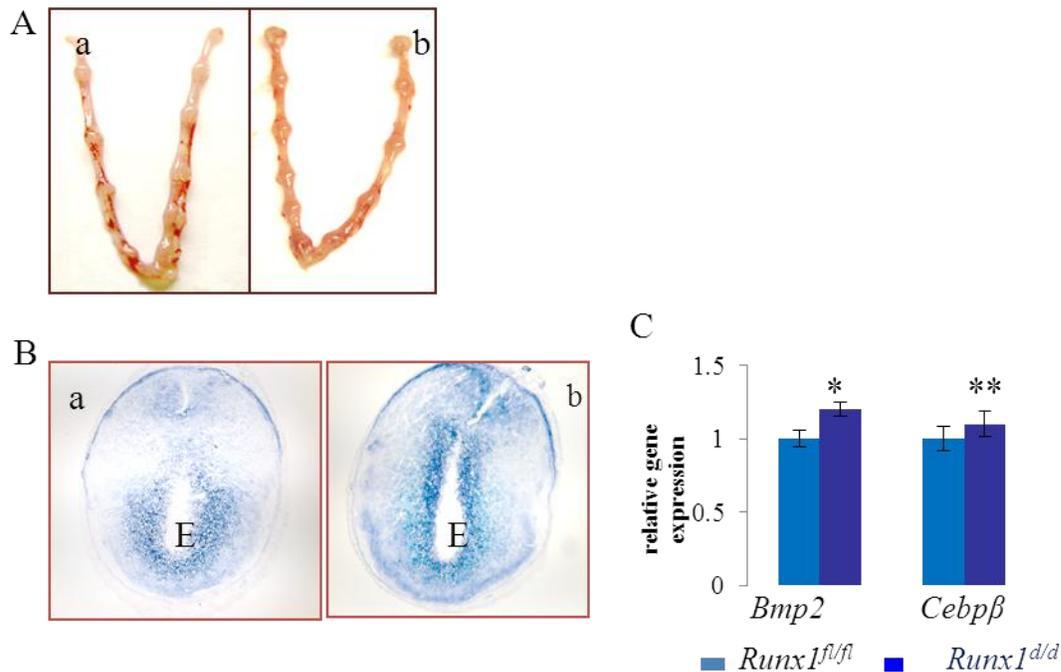 A
a
b
B
a
E
b
E
C
1.5
1
0.5
0
relative gene
expression
*
**
Bmp2
Cebpβ
Runx1fl/fl
Runx1d/d